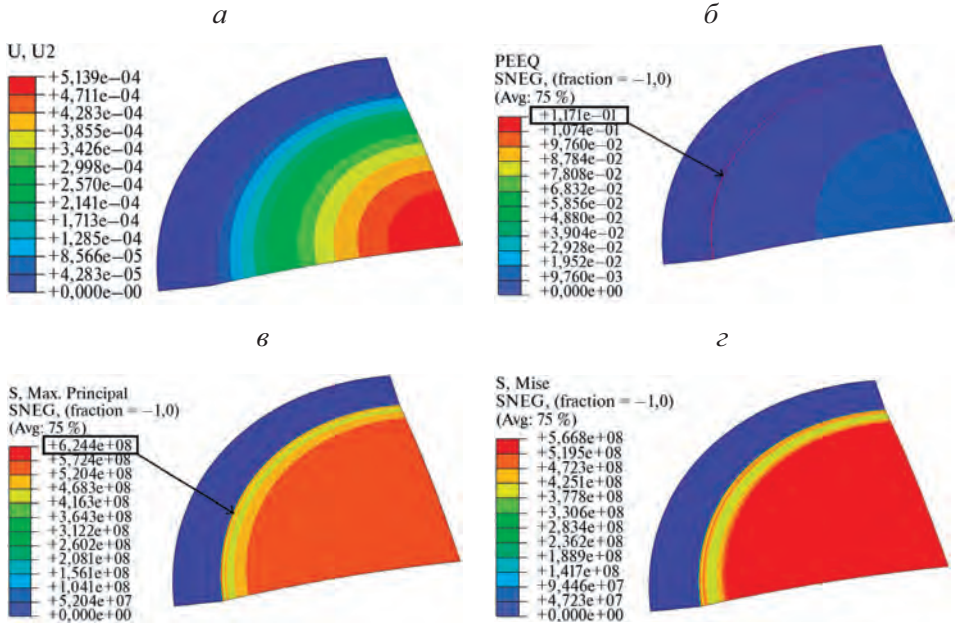 а
U, U2
+5,139e−04
+4,711e−04
+4,283e−04
+3,855e−04
+3,426e−04
+2,998e−04
+2,570e−04
+2,141e−04
+1,713e−04
+1,285e−04
+8,566e−05
+4,283e−05
+0,000e−00
б
PEEQ
SNEG, (fraction = −1,0)
(Avg: 75 %)
+1,171e−01
+1,074e−01
+9,760e−02
+8,784e−02
+7,808e−02
+6,832e−02
+5,856e−02
+4,880e−02
+3,904e−02
+2,928e−02
+1,952e−02
+9,760e−03
+0,000e+00
в
S, Max. Principal
SNEG, (fraction = −1,0)
(Avg: 75 %)
+6,244e+08
+5,724e+08
+5,204e+08
+4,683e+08
+4,163e+08
+3,643e+08
+3,122e+08
+2,602e+08
+2,081e+08
+1,561e+08
+1,041e+08
+5,204e+07
+0,000e+00
г
S, Mise
SNEG, (fraction = −1,0)
(Avg: 75 %)
+5,668e+08
+5,195e+08
+4,723e+08
+4,251e+08
+3,778e+08
+3,306e+08
+2,834e+08
+2,362e+08
+1,889e+08
+1,417e+08
+9,446e+07
+4,723e+07
+0,000e+00